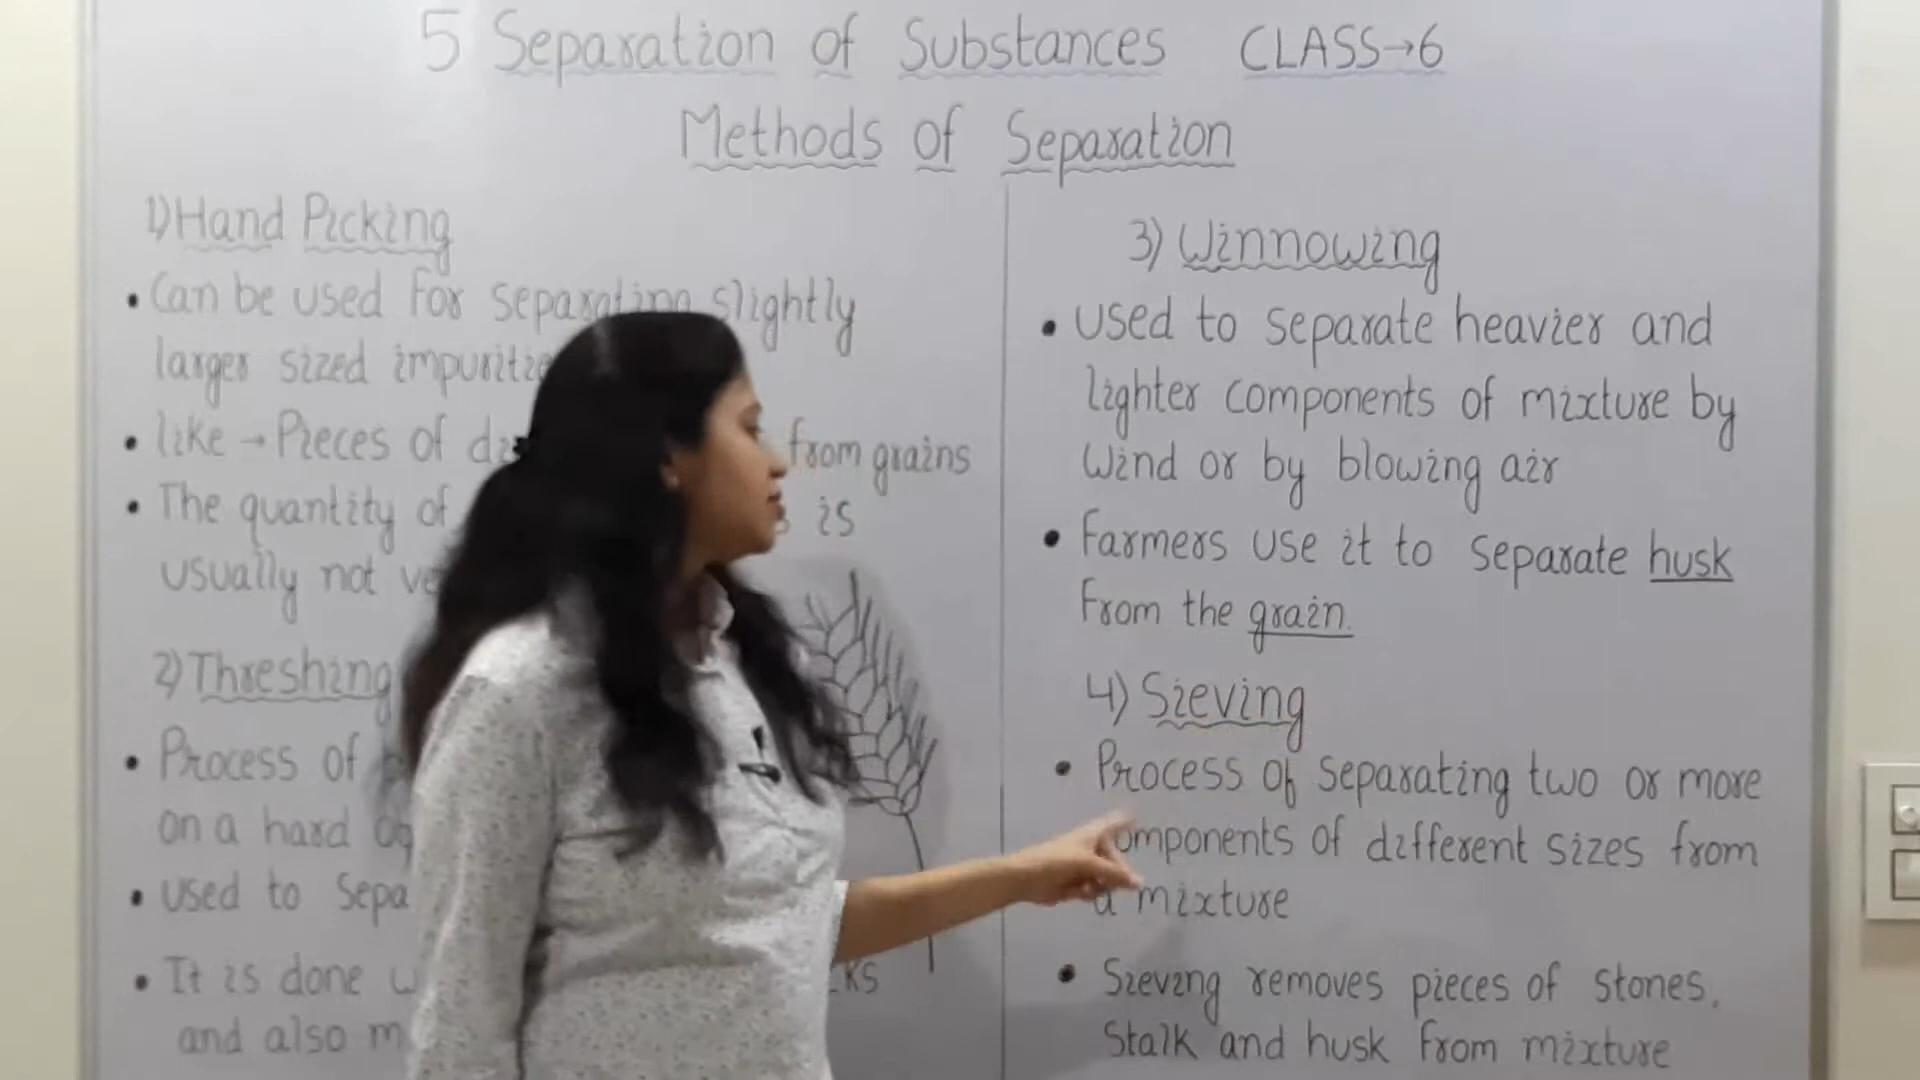 5 Separation of Substances CLASS→6
Methods of Separation
1) Hand Picking
• Can be used for separating slightly
larger sized
• like → Pieces of from grains
• The quantity of is
usually not
2) Threshing
• Process of
on a hard
• used to
• It is done
and also
3) Winnowing
• used to separate heavier and
lighter components of mixture by
Wind or by blowing air
• Farmers use it to separate husk
from the grain.
4) Sieving
• Process of separating two or more
components of different sizes from
a mixture
• Sieving removes pieces of stones,
Stalk and husk from mixture